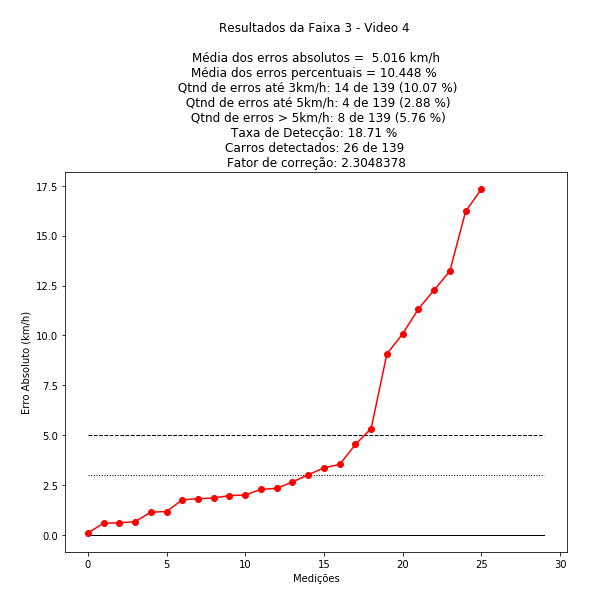 Resultados da Faixa 3 - Video 4
Média dos erros absolutos =  5.016 km/h
Média dos erros percentuais = 10.448 %
Qtnd de erros até 3km/h: 14 de 139 (10.07 %)
Qtnd de erros até 5km/h: 4 de 139 (2.88 %)
Qtnd de erros > 5km/h: 8 de 139 (5.76 %)
Taxa de Detecção: 18.71 %
Carros detectados: 26 de 139
Fator de correção: 2.3048378
17.5
15.0
12.5
10.0
7.5
5.0
2.5
0.0
Erro Absoluto (km/h)
0 5 10 15 20 25 30
Medições